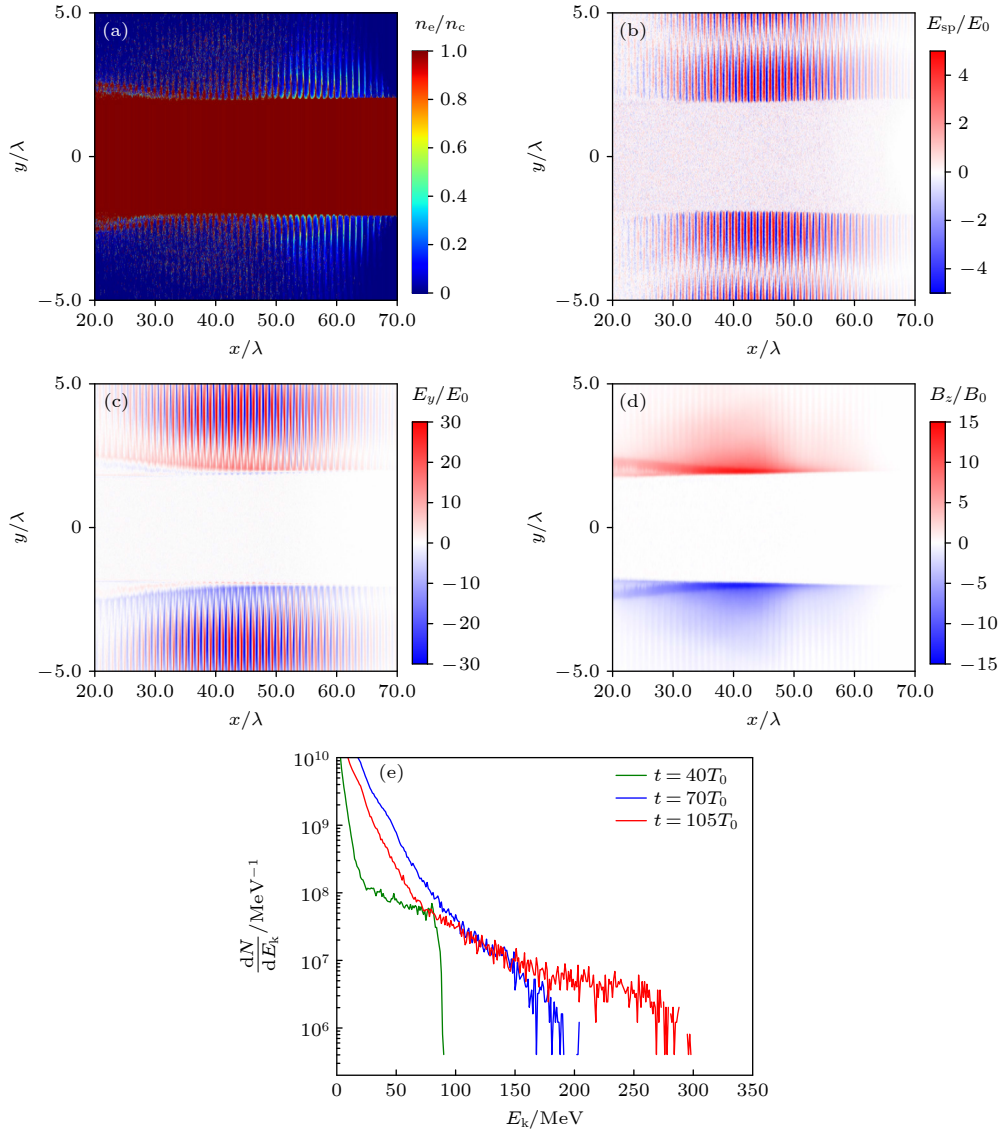 (a)
n_e/n_c
5.0
0
−5.0
y/λ
20.0 30.0 40.0 50.0 60.0 70.0
x/λ
1.0
0.8
0.6
0.4
0.2
0
(b)
E_sp/E_0
5.0
0
−5.0
y/λ
20.0 30.0 40.0 50.0 60.0 70.0
x/λ
4
2
0
−2
−4
(c)
E_y/E_0
5.0
0
−5.0
y/λ
20.0 30.0 40.0 50.0 60.0 70.0
x/λ
30
20
10
0
−10
−20
−30
(d)
B_z/B_0
5.0
0
−5.0
y/λ
20.0 30.0 40.0 50.0 60.0 70.0
x/λ
15
10
5
0
−5
−10
−15
(e)
t = 40T_0
t = 70T_0
t = 105T_0
10^10
10^9
10^8
10^7
10^6
dN/dE_k /MeV^−1
0 50 100 150 200 250 300 350
E_k/MeV